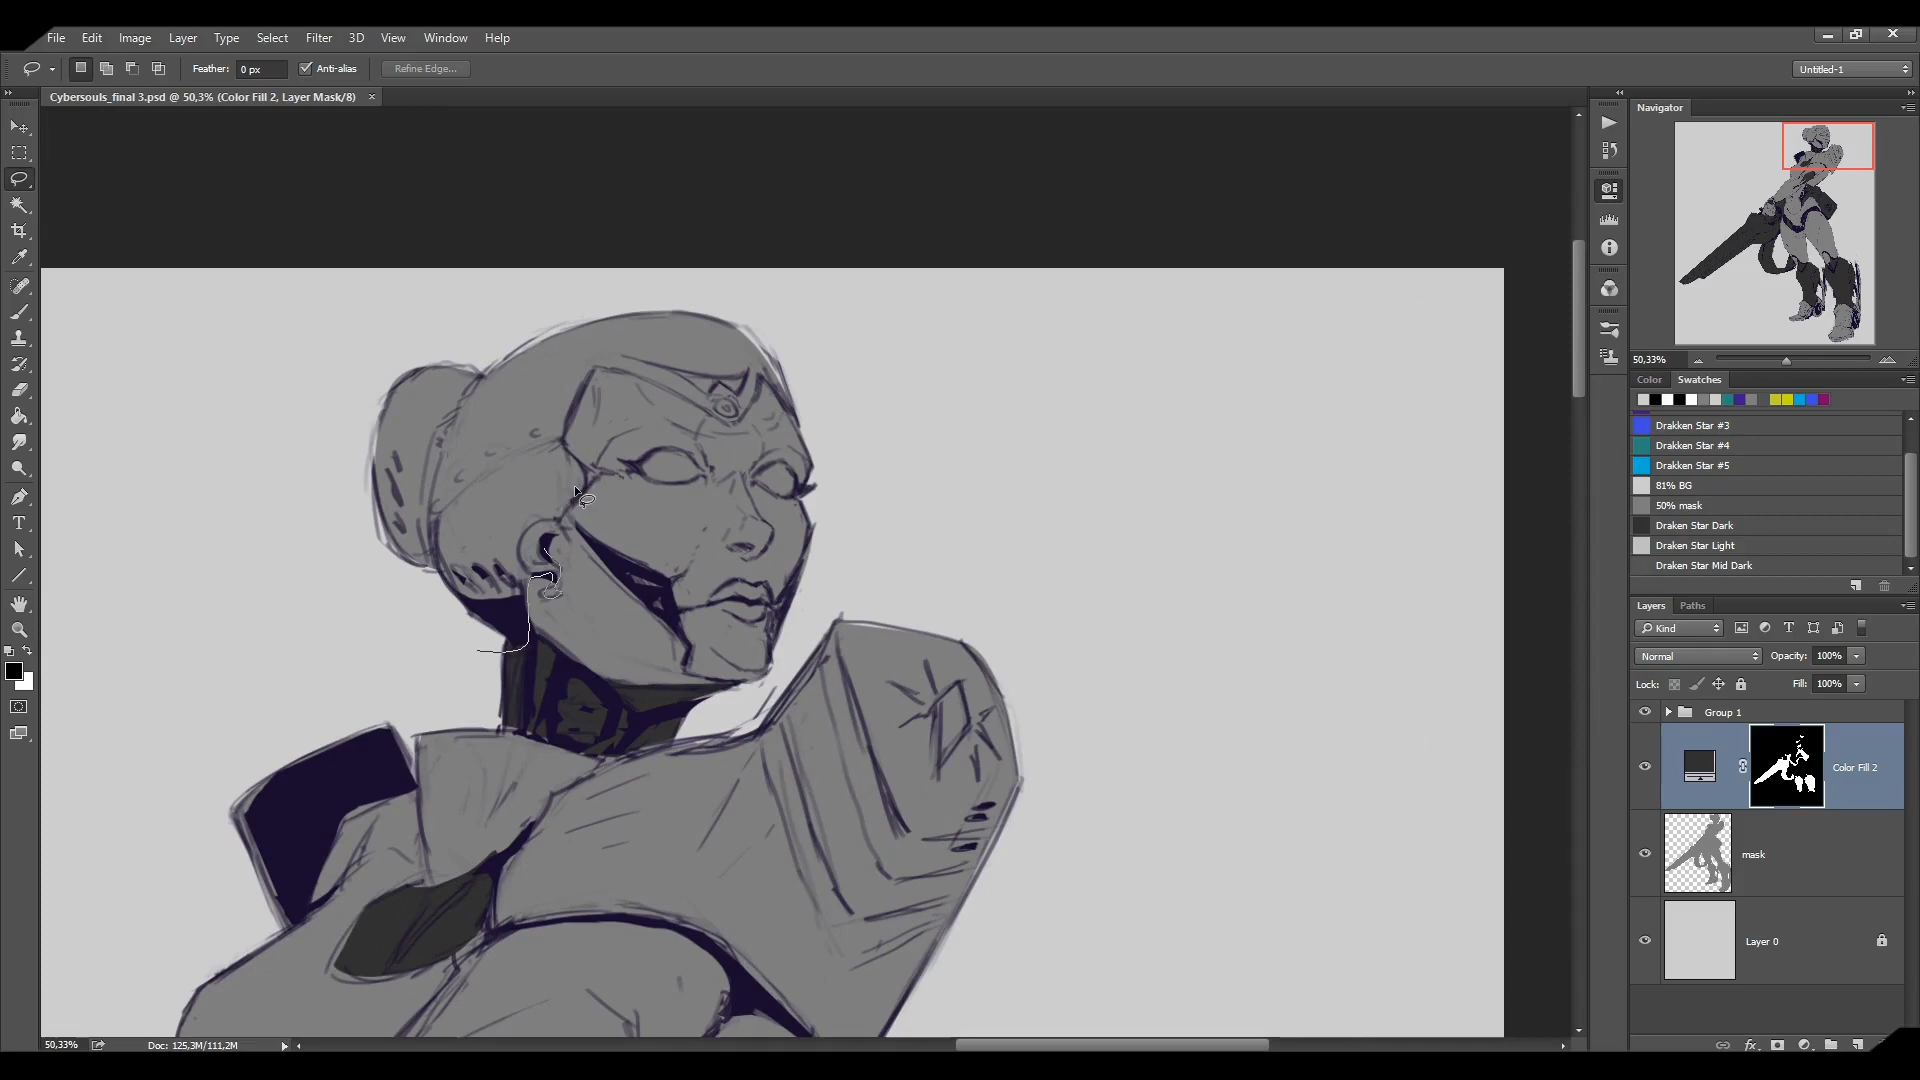 File Edit Image Layer Type Select Filter 3D View Window Help
Feather: 0 px Anti-alias Refine Edge... Untitled-1
Cybersouls_final 3.psd @ 50,3% (Color Fill 2, Layer Mask/8) ×
Navigator
50,33%
Color Swatches
Drakken Star #3
Drakken Star #4
Drakken Star #5
81% BG
50% mask
Draken Star Dark
Draken Star Light
Draken Star Mid Dark
Layers Paths
Kind
Normal Opacity: 100%
Lock: Fill: 100%
Group 1
Color Fill 2
mask
Layer 0
50,33% Doc: 125,3M/111,2M